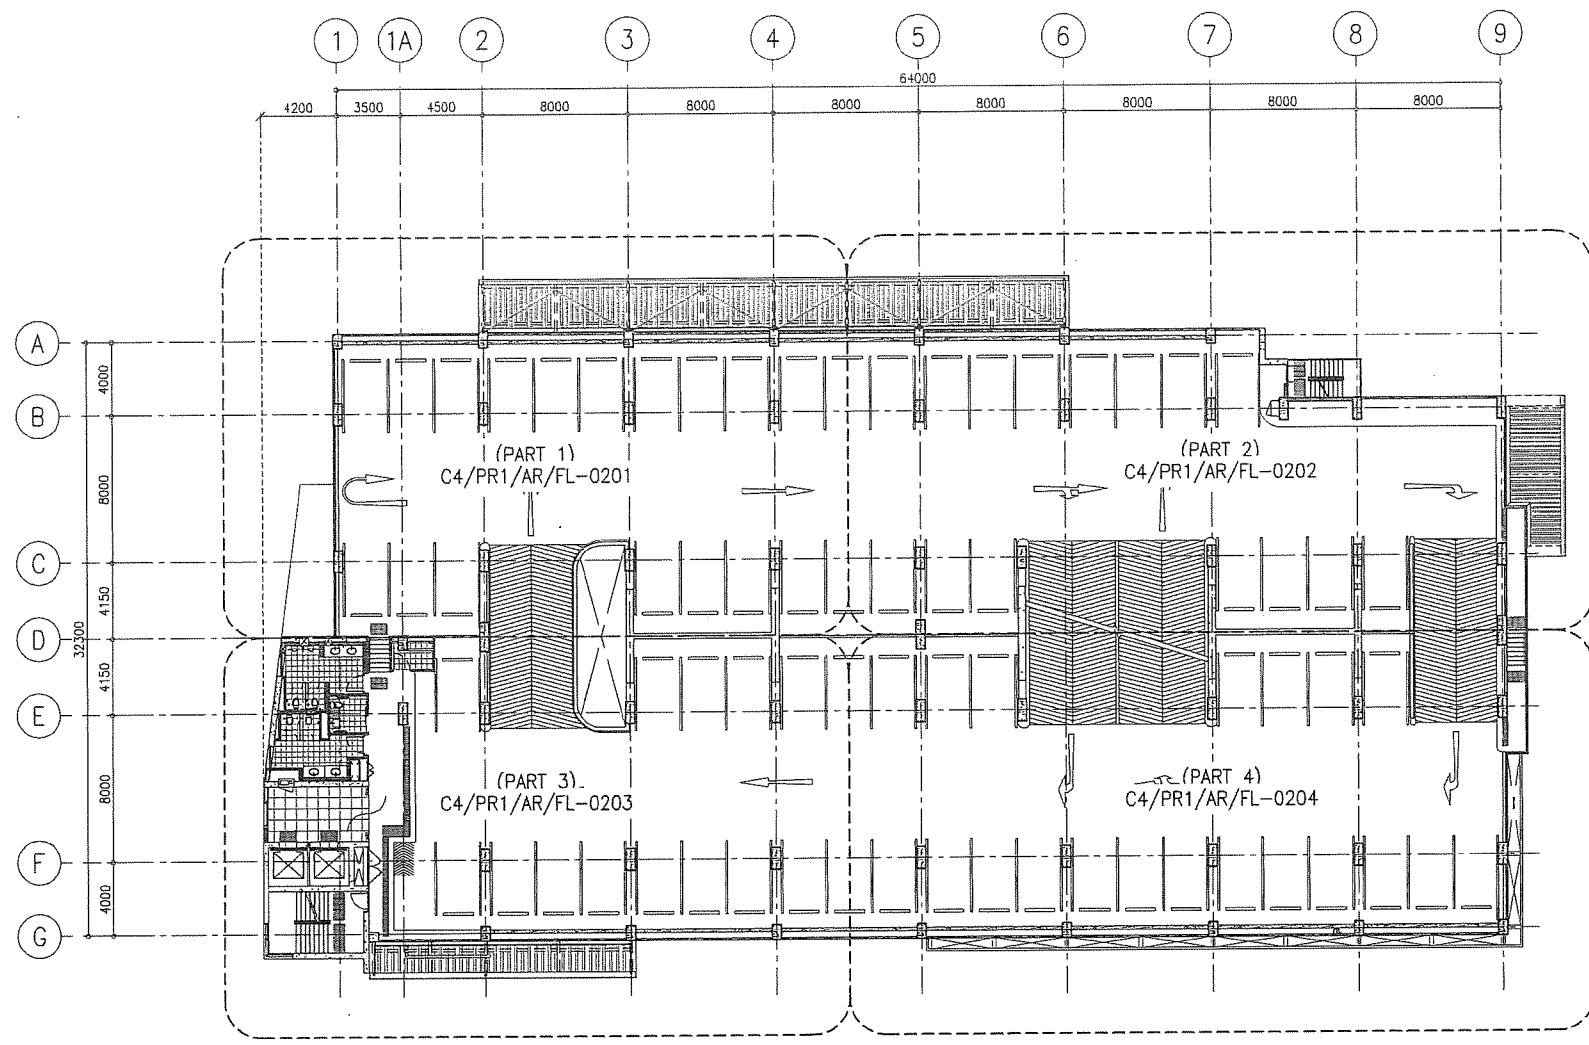 1 1A 2 3 4 5 6 7 8 9
64000
4200 3500 4500 8000 8000 8000 8000 8000 8000 8000
A
4000
B
(PART 1)
C4/PR1/AR/FL-0201
(PART 2)
C4/PR1/AR/FL-0202
8000
C
4150
D
32300
4150
E
(PART 3)
C4/PR1/AR/FL-0203
(PART 4)
C4/PR1/AR/FL-0204
8000
F
4000
G